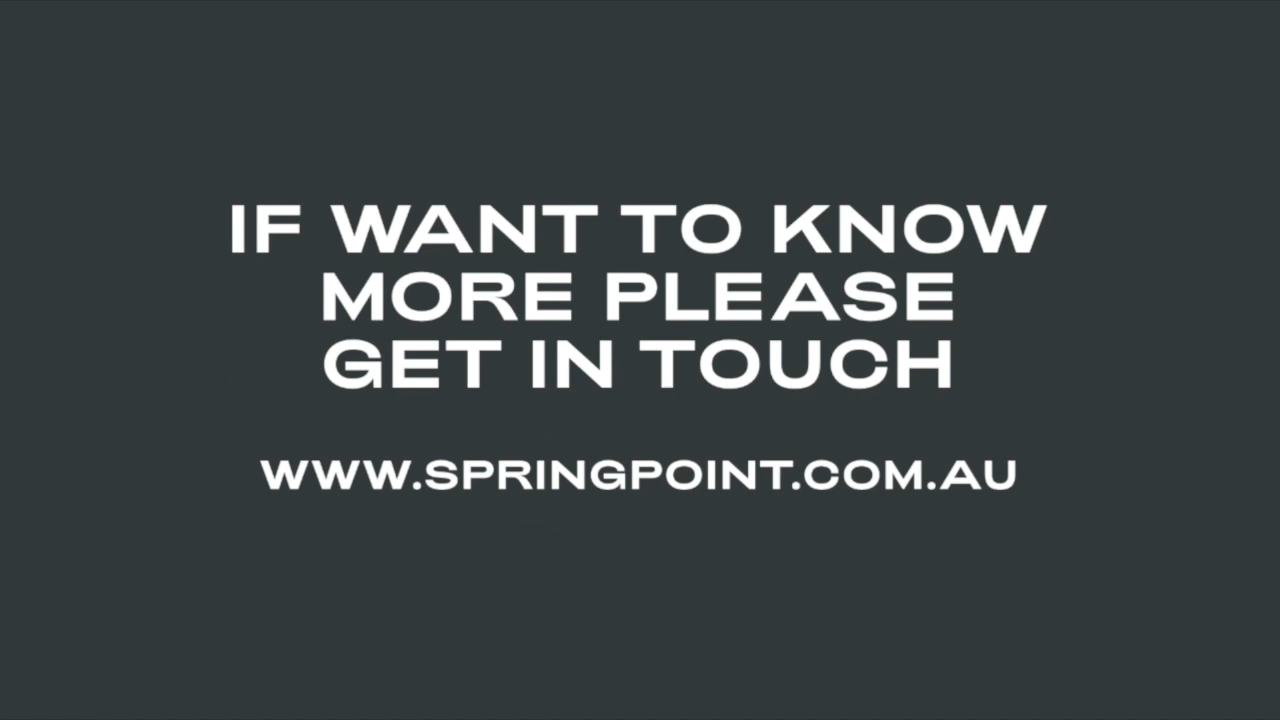 IF WANT TO KNOW
MORE PLEASE
GET IN TOUCH
WWW.SPRINGPOINT.COM.AU